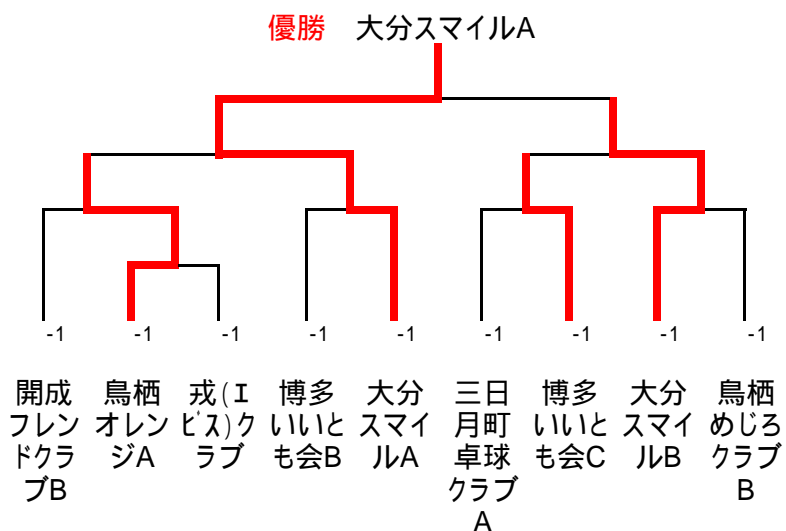 優勝 大分スマイルA
-1 -1 -1 -1 -1 -1 -1 -1 -1
開成
フレン
ドクラ
ブB
鳥栖
オレン
ジA
戎(エ
ビス)ク
ラブ
博多
いいと
も会B
大分
スマイ
ルA
三日
月町
卓球
クラブ
A
博多
いいと
も会C
大分
スマイ
ルB
鳥栖
めじろ
クラブ
B